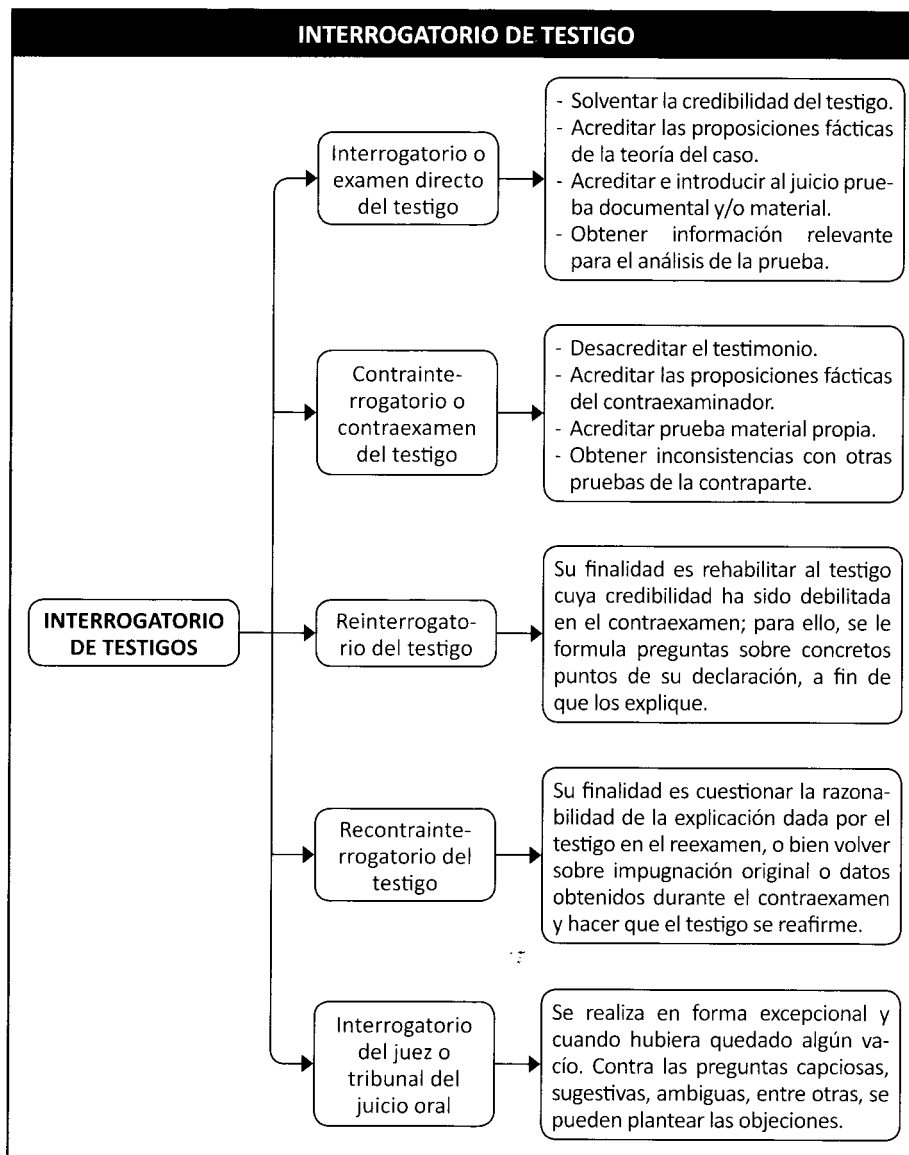 INTERROGATORIO DE TESTIGO
Interrogatorio o
examen directo
del testigo
- Solventar la credibilidad del testigo.
- Acreditar las proposiciones fácticas
de la teoría del caso.
- Acreditar e introducir al juicio prue-
ba documental y/o material.
- Obtener información relevante
para el análisis de la prueba.
Contrainte-
rrogatorio o
contraexamen
del testigo
- Desacreditar el testimonio.
- Acreditar las proposiciones fácticas
del contraexaminador.
- Acreditar prueba material propia.
- Obtener inconsistencias con otras
pruebas de la contraparte.
INTERROGATORIO
DE TESTIGOS
Reinterrogato-
rio del testigo
Su finalidad es rehabilitar al testigo
cuya credibilidad ha sido debilitada
en el contraexamen; para ello, se le
formula preguntas sobre concretos
puntos de su declaración, a fin de
que los explique.
Recontrainte-
rrogatorio del
testigo
Su finalidad es cuestionar la razona-
bilidad de la explicación dada por el
testigo en el reexamen, o bien volver
sobre impugnación original o datos
obtenidos durante el contraexamen
y hacer que el testigo se reafirme.
Interrogatorio
del juez o
tribunal del
juicio oral
Se realiza en forma excepcional y
cuando hubiera quedado algún va-
cío. Contra las preguntas capciosas,
sugestivas, ambiguas, entre otras, se
pueden plantear las objeciones.